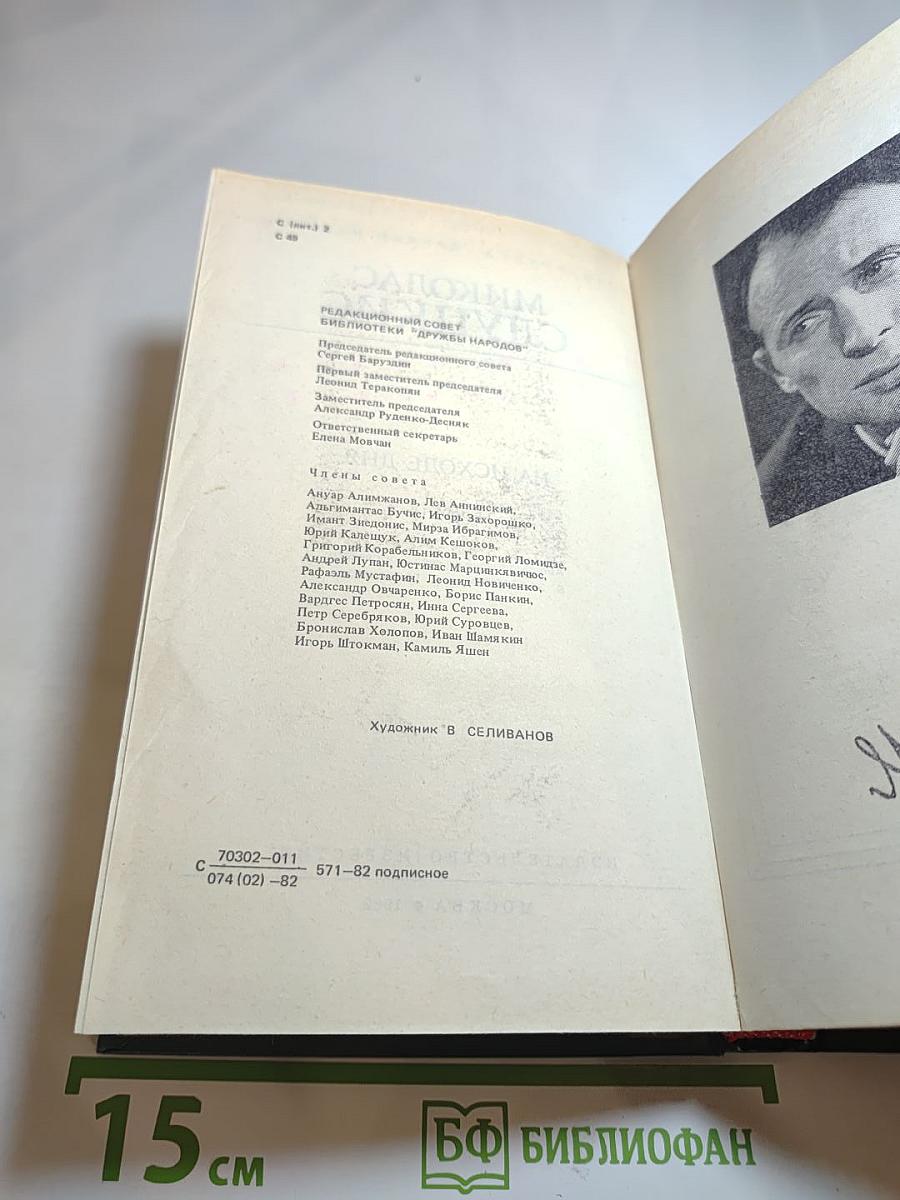 С (лит.) 2
С 49
РЕДАКЦИОННЫЙ СОВЕТ
БИБЛИОТЕКИ "ДРУЖБЫ НАРОДОВ"
Председатель редакционного совета
Сергей Баруздин
Первый заместитель председателя
Леонид Теракопян
Заместитель председателя
Александр Руденко-Десняк
Ответственный секретарь
Елена Мовчан
Члены совета
Ануар Алимжанов, Лев Аннинский,
Альгимантас Бучис, Игорь Захорошко,
Имант Зиедонис, Мирза Ибрагимов,
Юрий Калещук, Алим Кешоков,
Григорий Корабельников, Георгий Ломидзе,
Андрей Лупан, Юстинас Марцинкявичюс,
Рафаэль Мустафин, Леонид Новиченко,
Александр Овчаренко, Борис Панкин,
Вардгес Петросян, Инна Сергеева,
Петр Серебряков, Юрий Суровцев,
Бронислав Холопов, Иван Шамякин
Игорь Штокман, Камиль Яшен
Художник В СЕЛИВАНОВ
С 70302—011
074 (02) —82
571—82 подписное
15 см
БФ БИБЛИОФАН